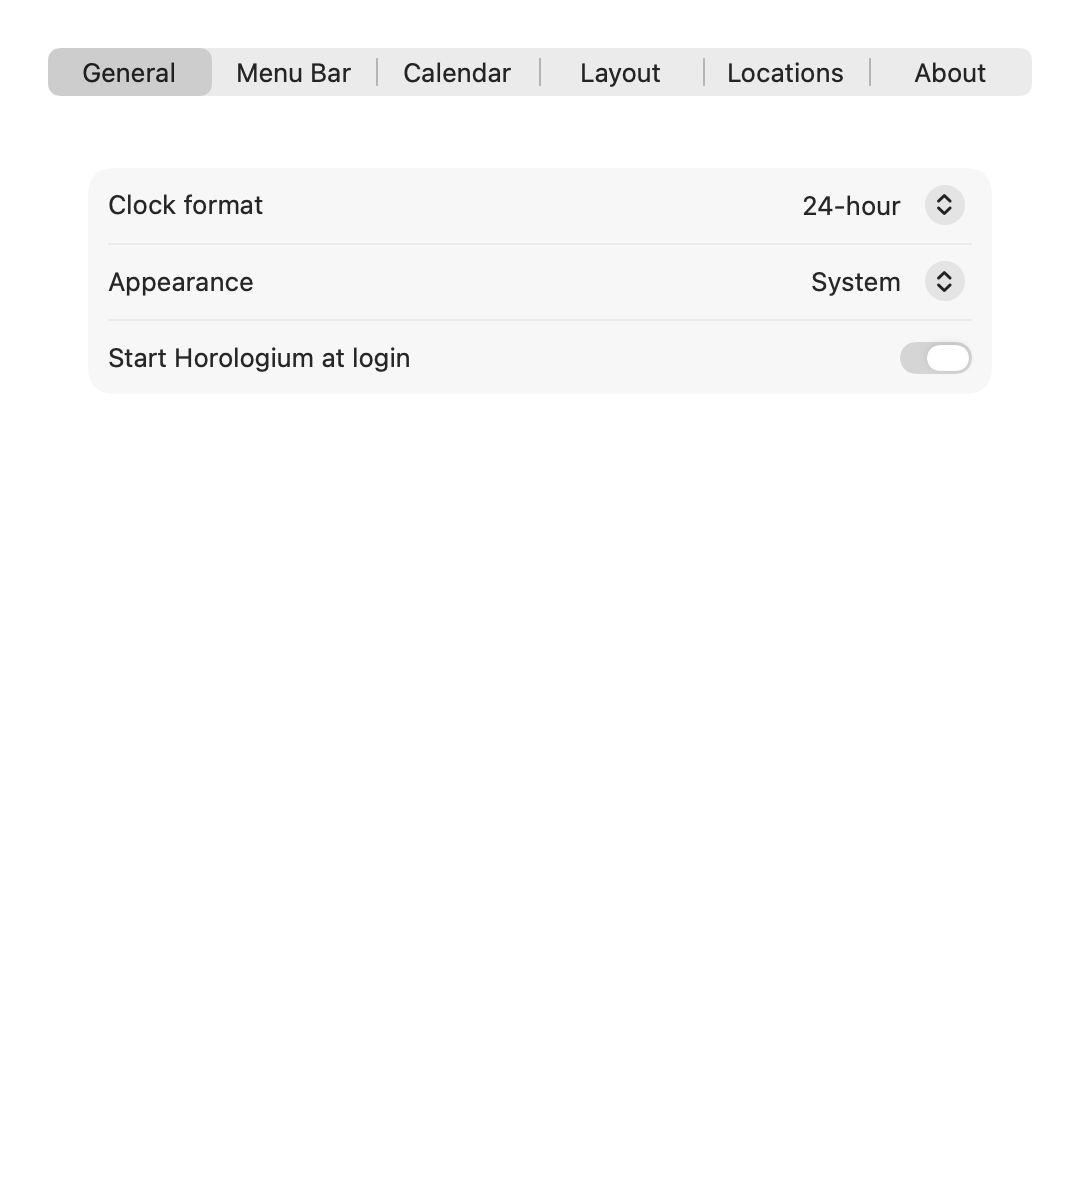 General Menu Bar Calendar Layout Locations About
Clock format 24-hour
Appearance System
Start Horologium at login